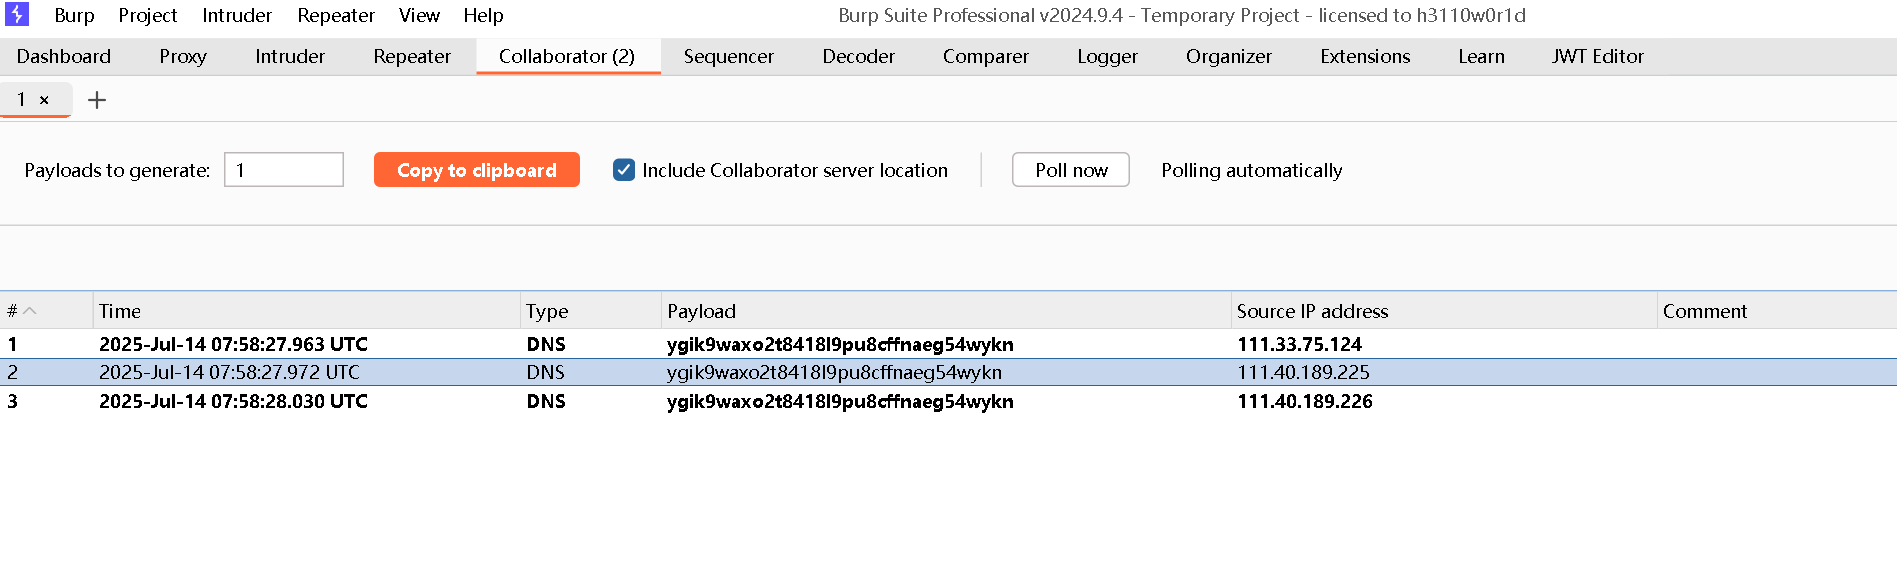 Burp Project Intruder Repeater View Help Burp Suite Professional v2024.9.4 - Temporary Project - licensed to h3110w0r1d
Dashboard Proxy Intruder Repeater Collaborator (2) Sequencer Decoder Comparer Logger Organizer Extensions Learn JWT Editor
1 × +
Payloads to generate: 1 Copy to clipboard Include Collaborator server location Poll now Polling automatically
# Time Type Payload Source IP address Comment
1 2025-Jul-14 07:58:27.963 UTC DNS ygik9waxo2t8418l9pu8cffnaeg54wykn 111.33.75.124
2 2025-Jul-14 07:58:27.972 UTC DNS ygik9waxo2t8418l9pu8cffnaeg54wykn 111.40.189.225
3 2025-Jul-14 07:58:28.030 UTC DNS ygik9waxo2t8418l9pu8cffnaeg54wykn 111.40.189.226